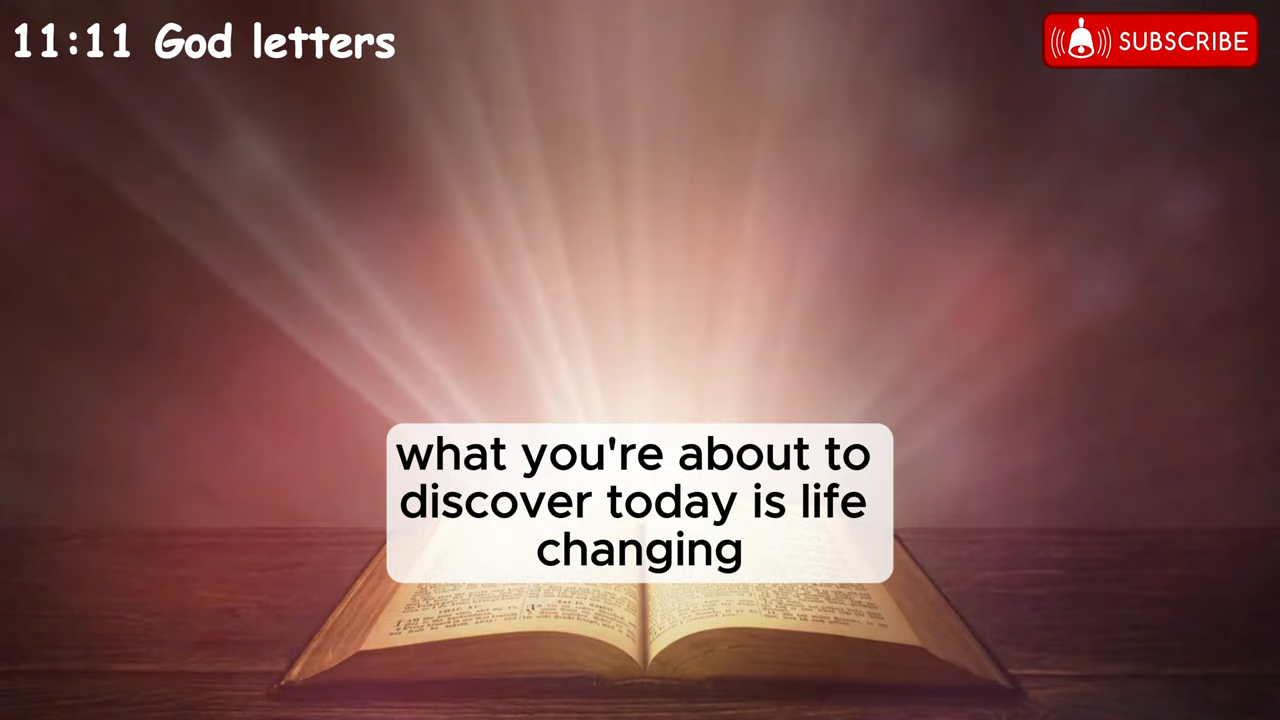 11:11 God letters
SUBSCRIBE
what you're about to
discover today is life
changing